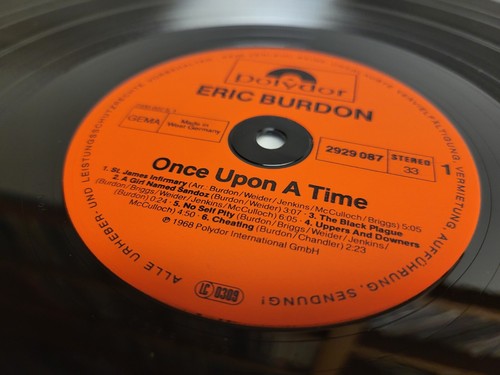 polydor
ERIC BURDON
GEMA
Made in
West Germany
2929 087
STEREO
33
1
Once Upon A Time
1. St. James Infirmary (Arr. Burdon/Weider/Jenkins/McCulloch/Briggs) 5:05
2. A Girl Named Sandoz (Burdon/Weider) 3:07 3. The Black Plague
(Burdon/Briggs/Weider/Jenkins/McCulloch) 6:05 · 4. Uppers And Downers
(Burdon) 0:24 · 5. No Self Pity (Burdon/Briggs/Weider/Jenkins/
McCulloch) 4:50 · 6. Cheating (Burdon/Chandler) 2:23
℗ 1968 Polydor International GmbH
LC 0309
ALLE URHEBER- UND LEISTUNGSSCHUTZRECHTE VORBEHALTEN
VERVIELFÄLTIGUNG, VERMIETUNG, AUFFÜHRUNG, SENDUNG!